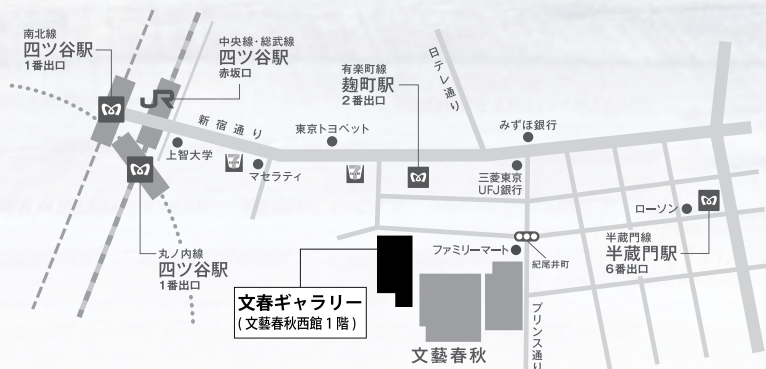 南北線
四ツ谷駅
1番出口
中央線・総武線
四ツ谷駅
赤坂口
JR
新宿通り
上智大学
マセラティ
東京トヨペット
有楽町線
麹町駅
2番出口
日テレ通り
みずほ銀行
三菱東京
UFJ銀行
ローソン
半蔵門線
半蔵門駅
6番出口
ファミリーマート
紀尾井町
丸ノ内線
四ツ谷駅
1番出口
文春ギャラリー
(文藝春秋西館1階)
文藝春秋
プリンス通り